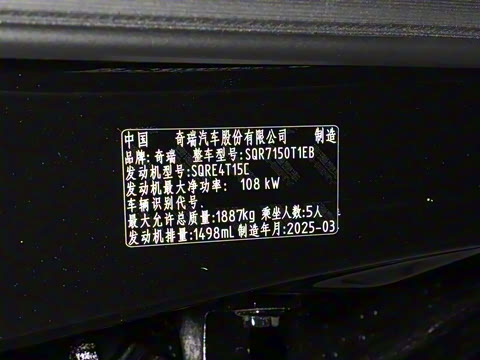 中国 奇瑞汽车股份有限公司 制造
品牌: 奇瑞 整车型号:SQR7150T1EB
发动机型号:SQRE4T15C
发动机最大净功率: 108 kW
车辆识别代号.
最大允许总质量:1887kg 乘坐人数:5人
发动机排量:1498mL 制造年月:2025-03